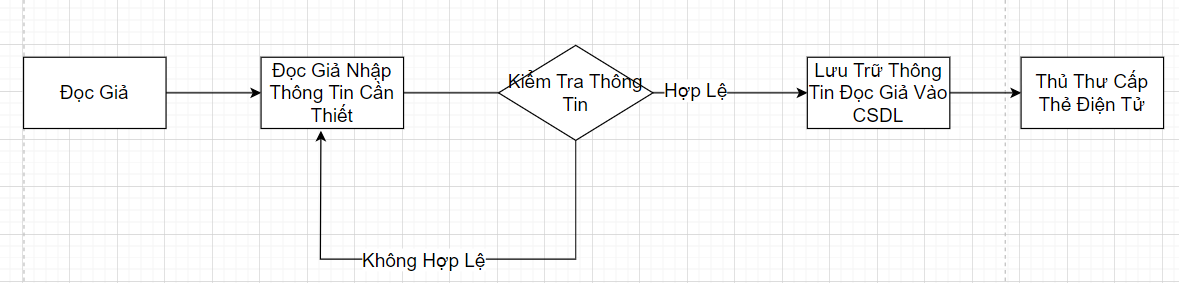 Đọc Giả
Đọc Giả Nhập
Thông Tin Cần
Thiết
Kiểm Tra Thông
Tin
Hợp Lệ
Lưu Trữ Thông
Tin Đọc Giả Vào
CSDL
Thủ Thư Cấp
Thẻ Điện Tử
Không Hợp Lệ